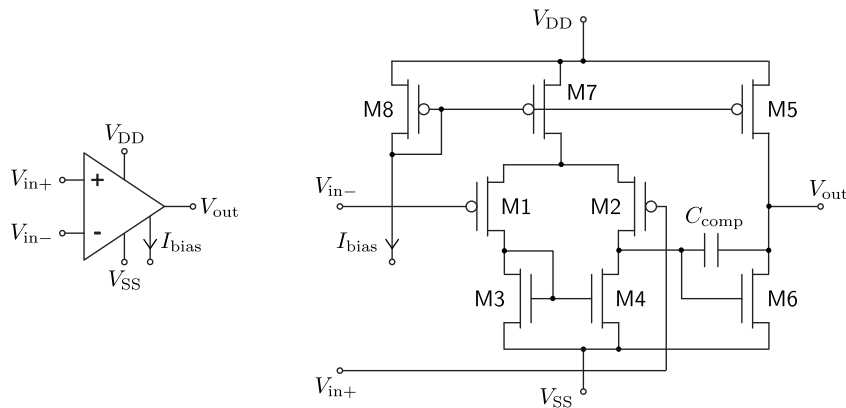 V_DD
V_in+
+
V_in−
-
V_out
I_bias
V_SS
V_DD
M8
M7
M5
V_in−
M1
M2
V_out
C_comp
I_bias
M3
M4
M6
V_in+
V_SS